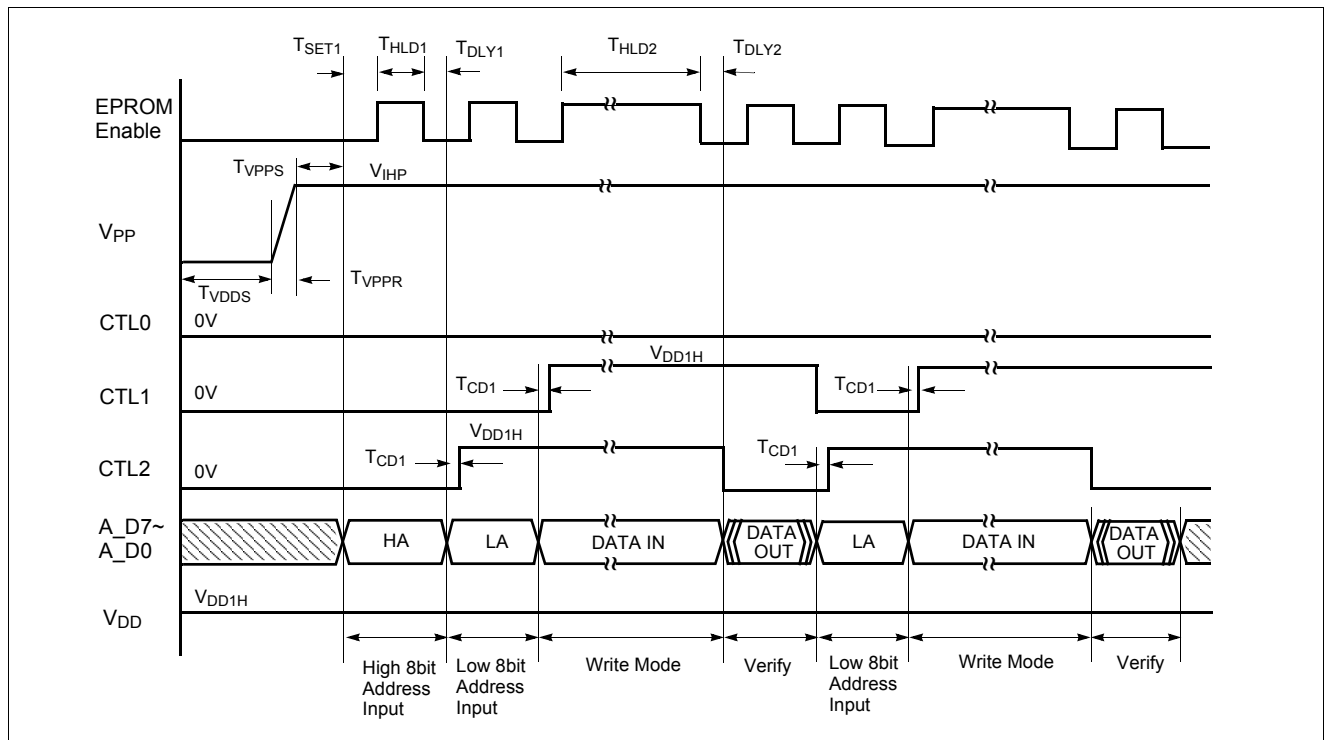 TSET1 THLD1 TDLY1 THLD2 TDLY2
EPROM
Enable
TVPPS VIHP
VPP
TVDDS TVPPR
CTL0 0V
VDD1H
CTL1 0V TCD1 TCD1
VDD1H
CTL2 0V TCD1 TCD1
A_D7~
A_D0
HA LA DATA IN DATA
OUT LA DATA IN DATA
OUT
VDD1H
VDD
High 8bit
Address
Input
Low 8bit
Address
Input
Write Mode
Verify
Low 8bit
Address
Input
Write Mode
Verify